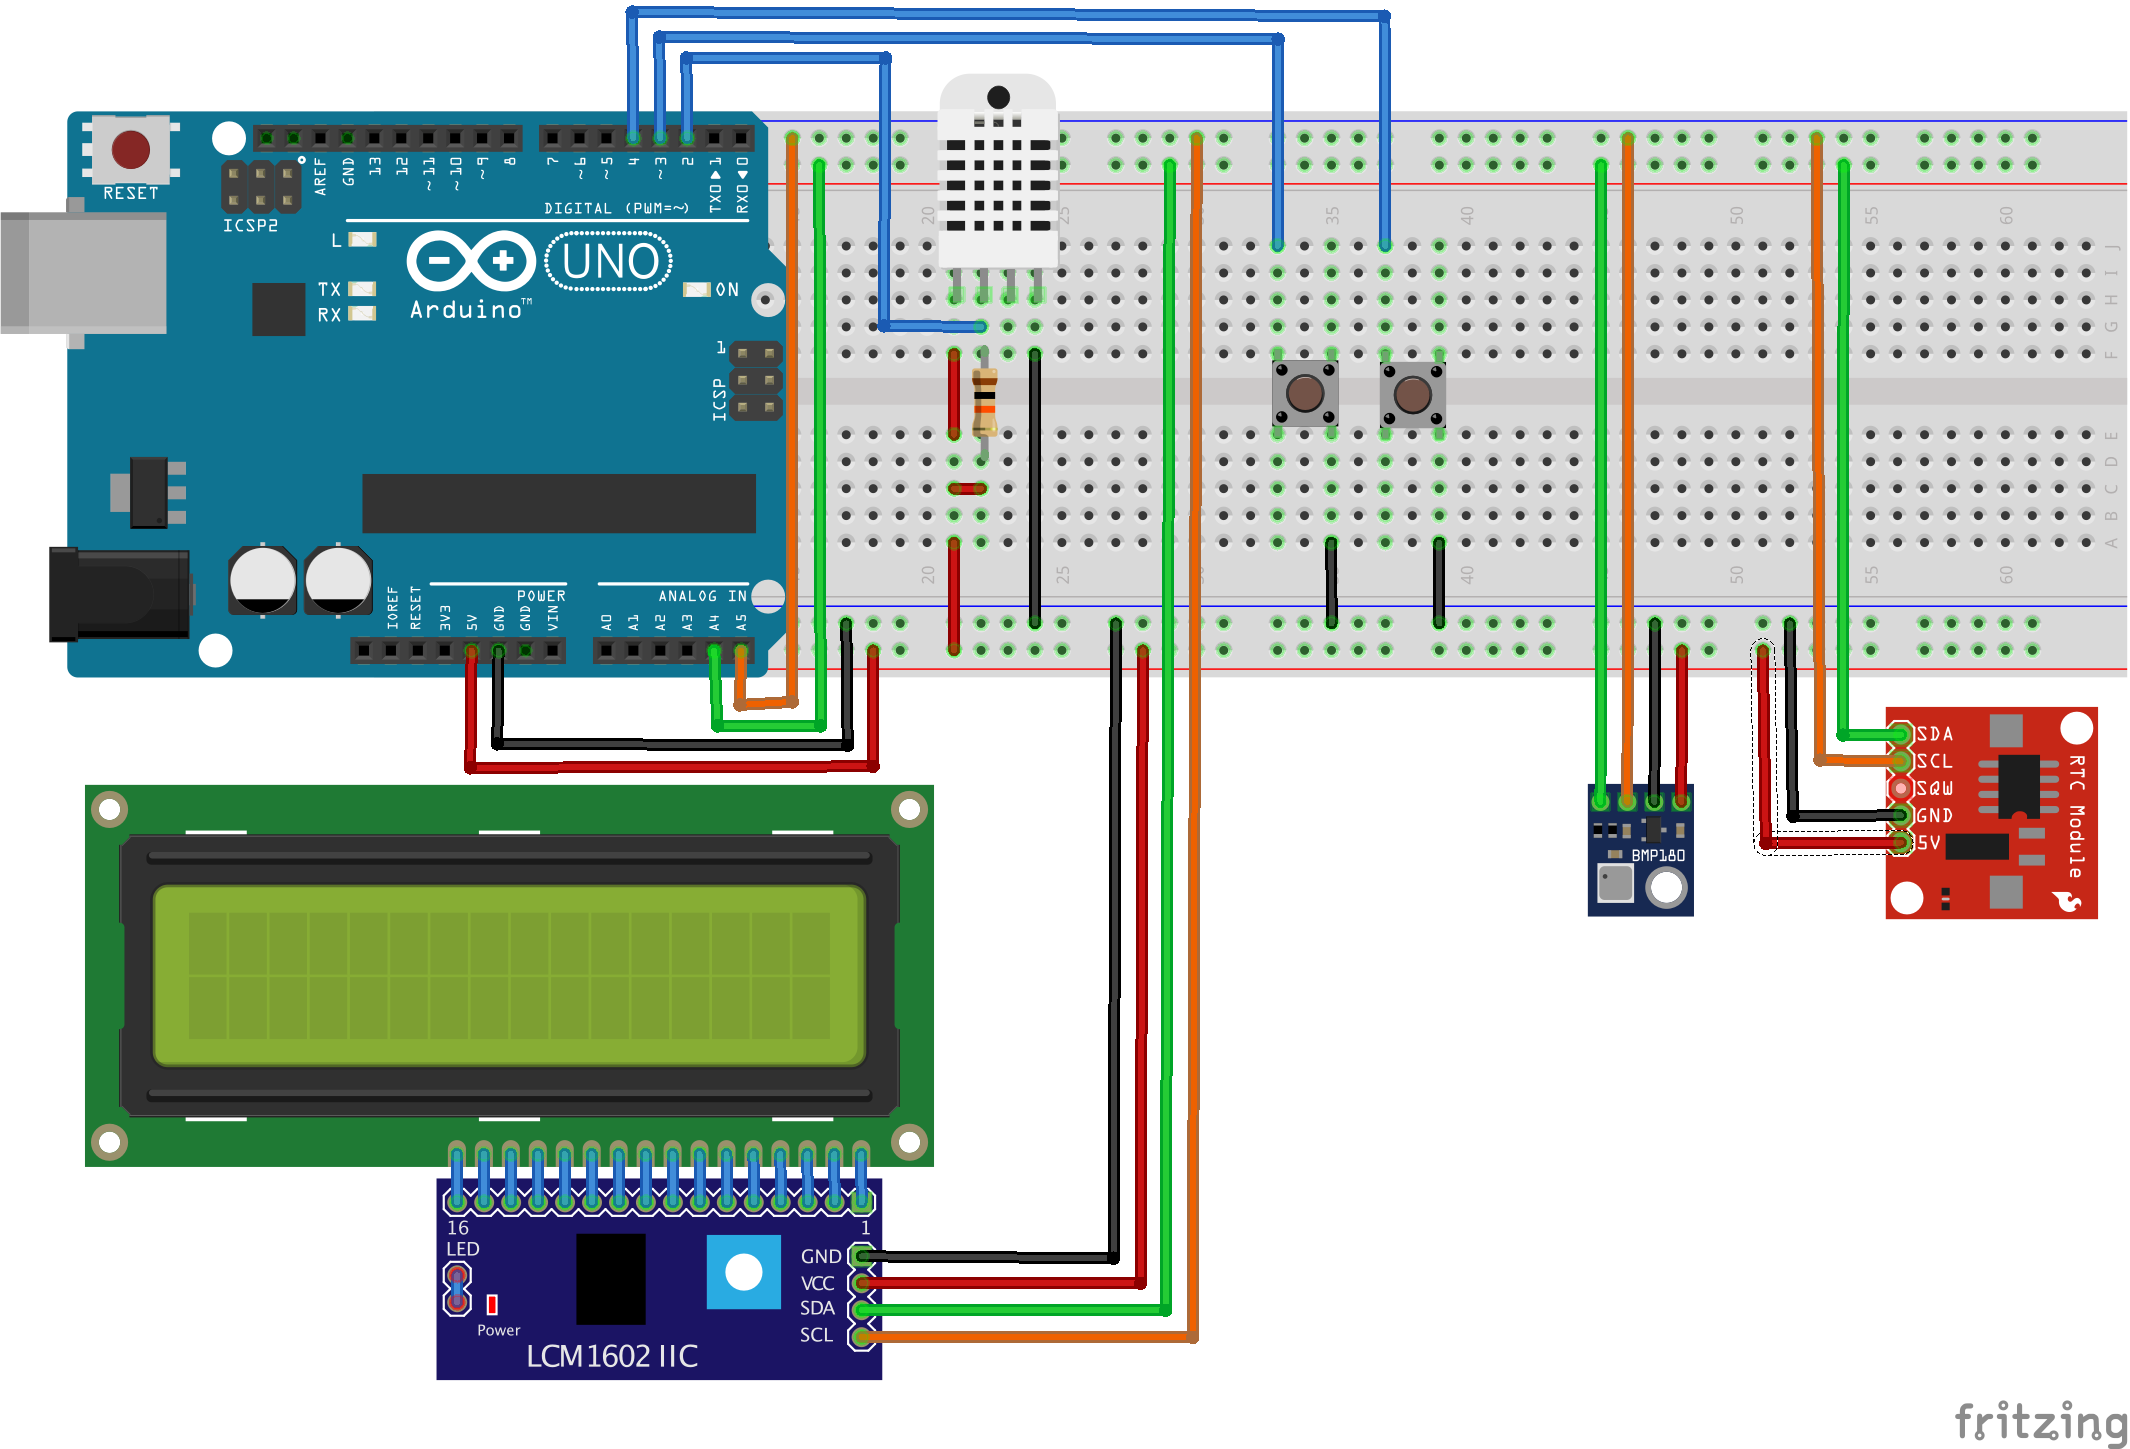 RESET
ICSP2
AREF
GND
13
12
~11
~10
~9
8
7
~6
~5
4
~3
2
TX0▶1
RX0◀0
DIGITAL (PWM=~)
L
TX
RX
Arduino™
UNO
ON
1
ICSP
IOREF
RESET
3V3
5V
GND
GND
VIN
POWER
A0
A1
A2
A3
A4
A5
ANALOG IN
20
25
35
40
50
55
60
J
I
H
G
F
E
D
C
B
A
20
25
40
50
55
60
BMP180
SDA
SCL
SQW
GND
5V
RTC Module
16
1
LED
Power
GND
VCC
SDA
SCL
LCM1602 IIC
fritzing